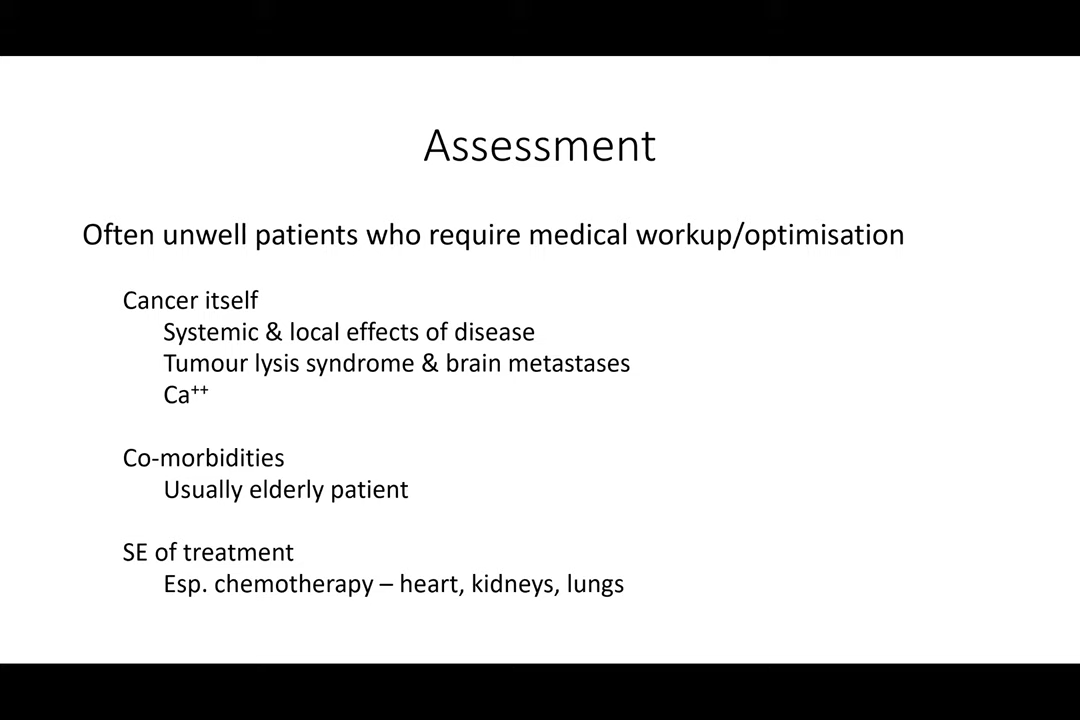 Assessment
Often unwell patients who require medical workup/optimisation
Cancer itself
Systemic & local effects of disease
Tumour lysis syndrome & brain metastases
Ca⁺⁺
Co-morbidities
Usually elderly patient
SE of treatment
Esp. chemotherapy – heart, kidneys, lungs